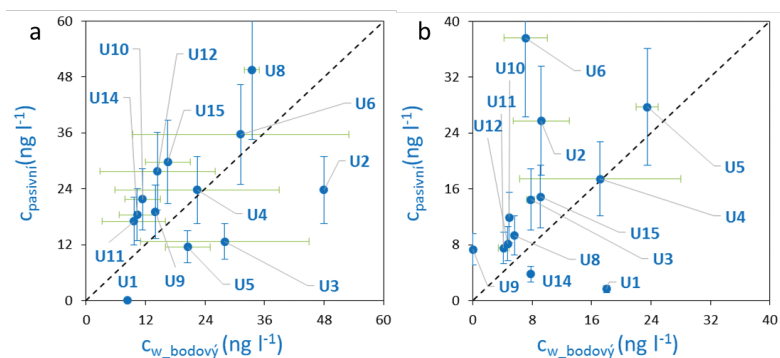 a
60
48
36
24
12
0
c_pasivní (ng l⁻¹)
U10
U12
U14
U15
U8
U6
U2
U4
U11
U1
U9
U5
U3
0 12 24 36 48 60
c_w_bodový (ng l⁻¹)
b
40
32
24
16
8
0
c_pasivní (ng l⁻¹)
U10
U6
U11
U12
U2
U5
U4
U15
U3
U9
U8
U14
U1
0 8 16 24 32 40
c_w_bodový (ng l⁻¹)